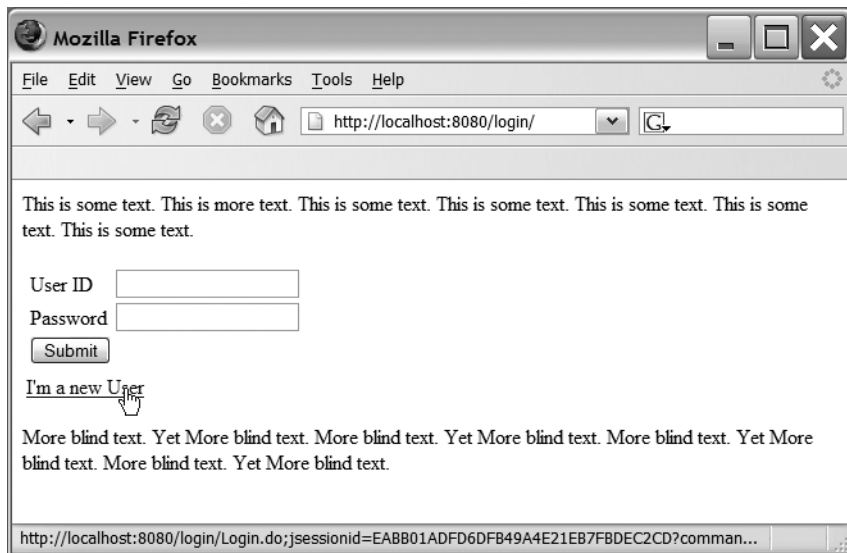 Mozilla Firefox
File Edit View Go Bookmarks Tools Help
http://localhost:8080/login/
G
This is some text. This is more text. This is some text. This is some text. This is some text. This is some
text. This is some text.
User ID
Password
Submit
I'm a new User
More blind text. Yet More blind text. More blind text. Yet More blind text. More blind text. Yet More
blind text. More blind text. Yet More blind text.
http://localhost:8080/login/Login.do;jsessionid=EABB01ADFD6DFB49A4E21EB7FBDEC2CD?comman...